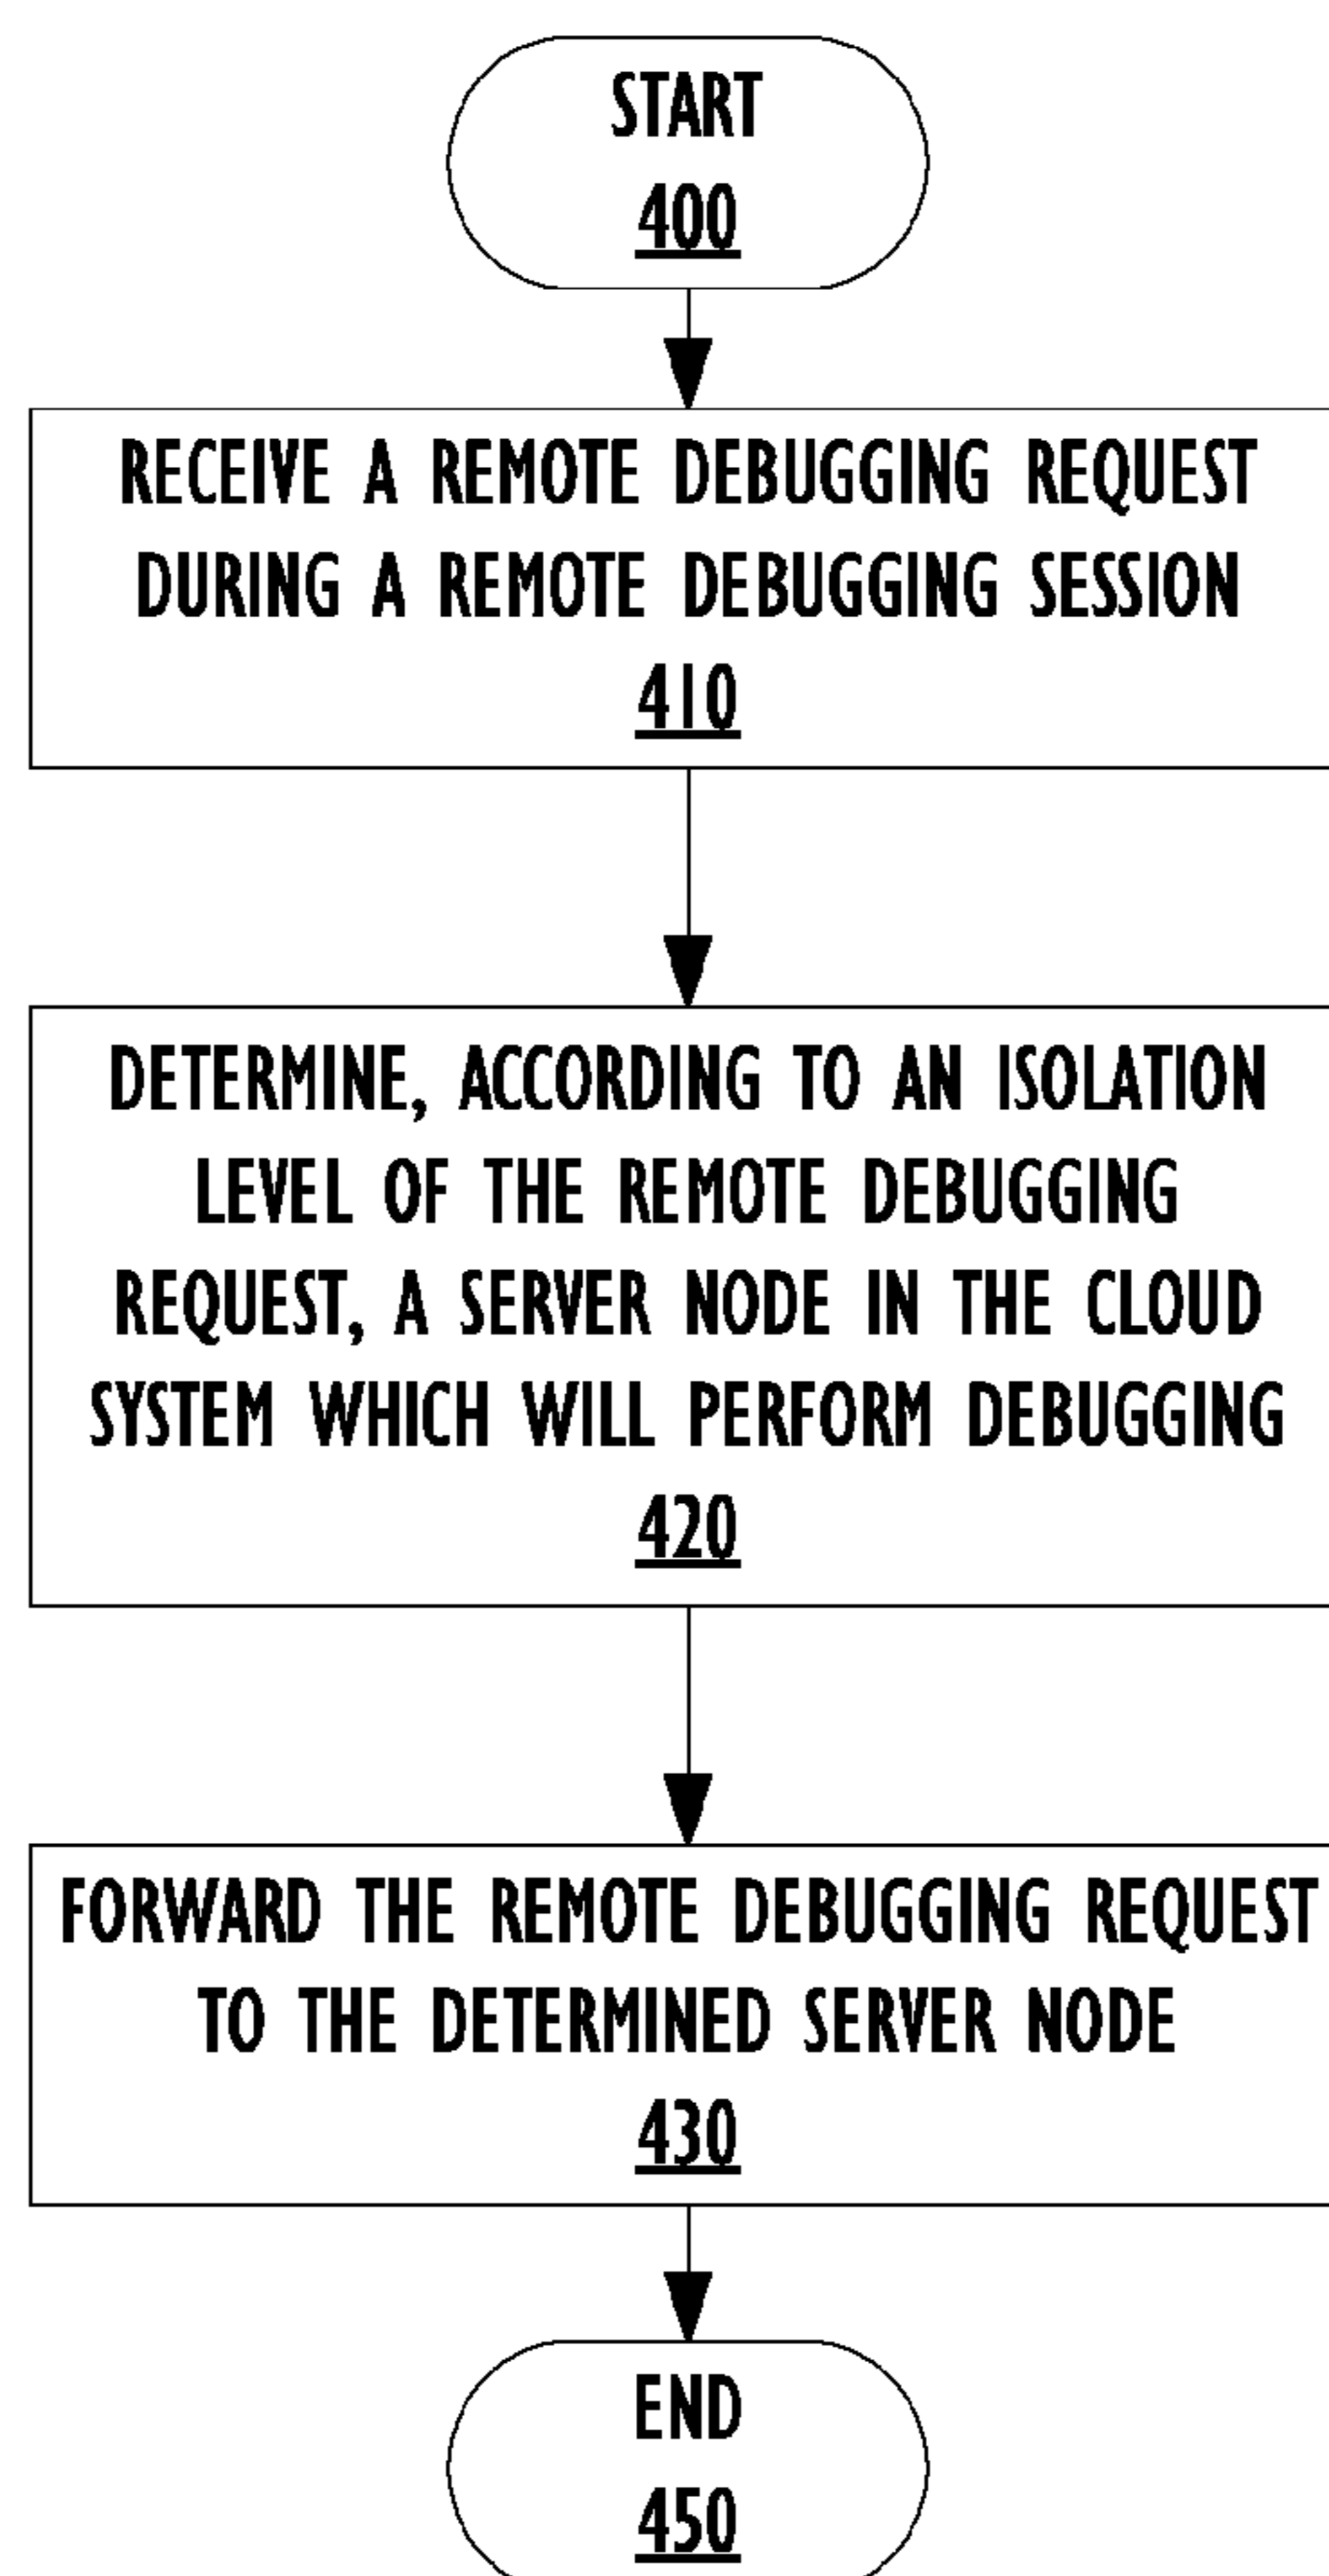 START
400
RECEIVE A REMOTE DEBUGGING REQUEST
DURING A REMOTE DEBUGGING SESSION
410
DETERMINE, ACCORDING TO AN ISOLATION
LEVEL OF THE REMOTE DEBUGGING
REQUEST, A SERVER NODE IN THE CLOUD
SYSTEM WHICH WILL PERFORM DEBUGGING
420
FORWARD THE REMOTE DEBUGGING REQUEST
TO THE DETERMINED SERVER NODE
430
END
450